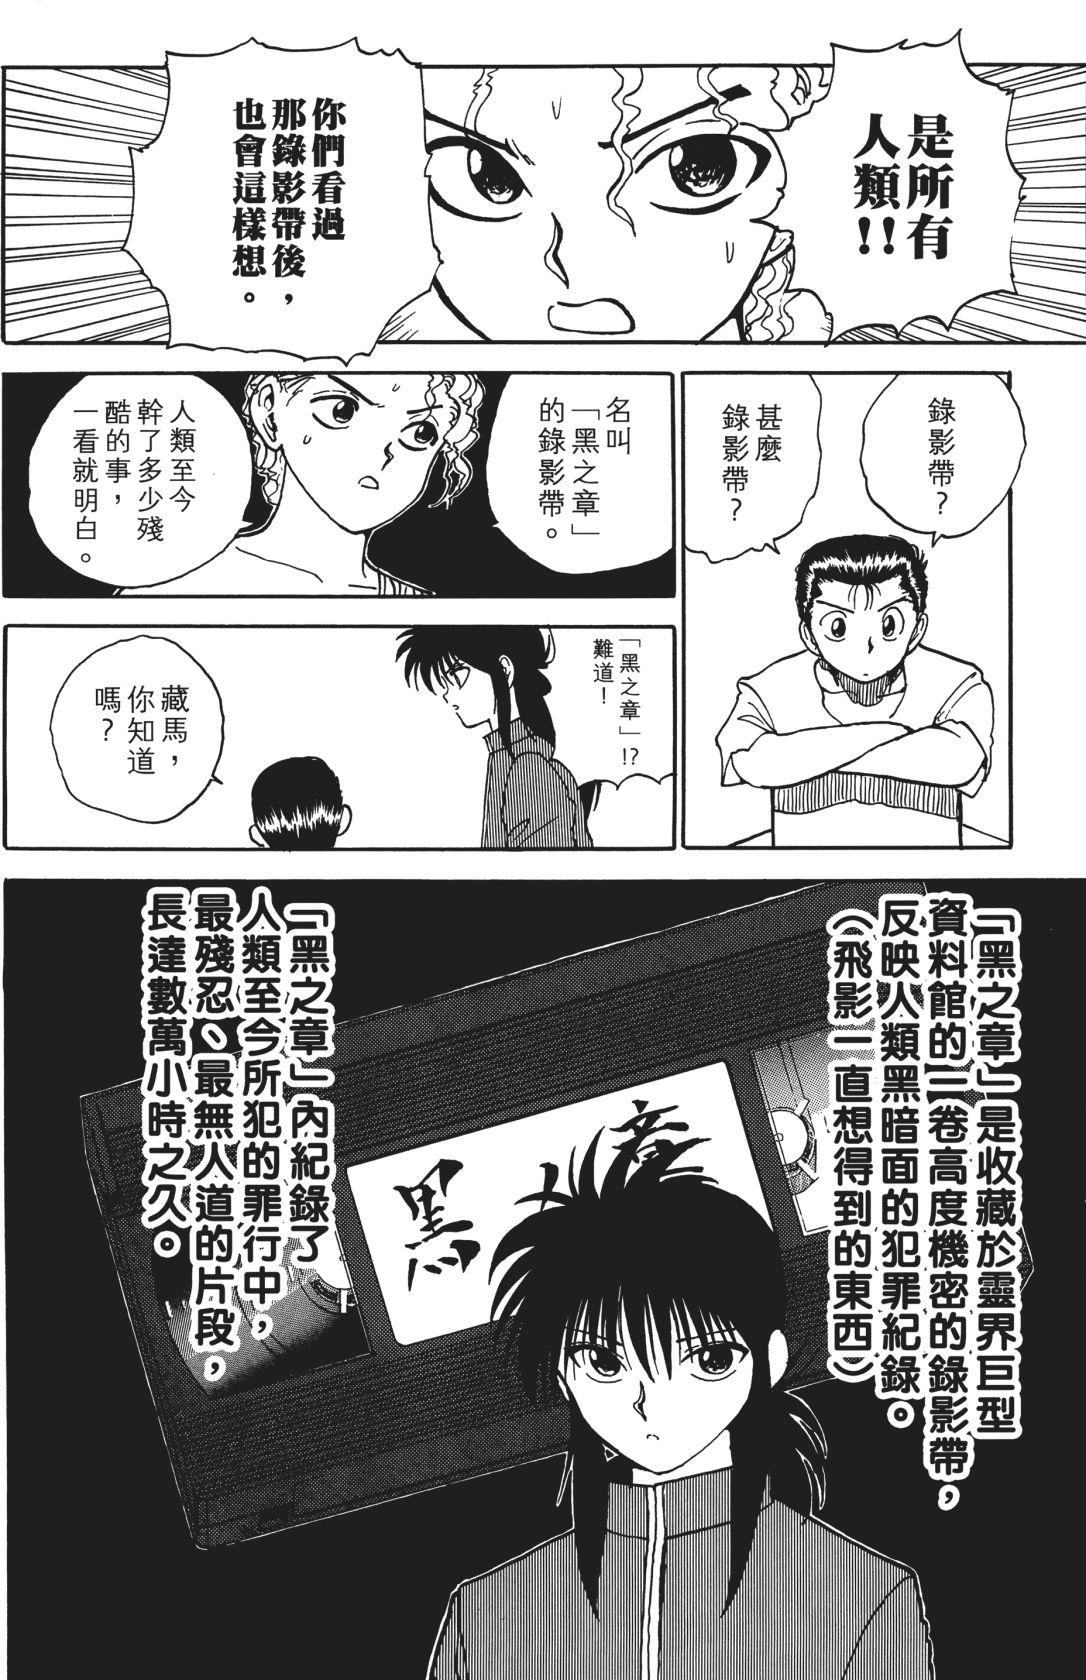 是所有
人類!!
你們看過
那錄影帶後，
也會這樣想。
錄影帶？
甚麼
錄影帶？
名叫
「黑之章」
的錄影帶。
人類至今
幹了多少殘
酷的事，
一看就明白。
「黑之章」!?
難道！
藏馬，
你知道
嗎？
「黑之章」是收藏於靈界巨型
資料館的一卷高度機密的錄影帶，
反映人類黑暗面的犯罪紀錄。
（飛影一直想得到的東西）
「黑之章」內紀錄了
人類至今所犯的罪行中，
最殘忍、最無人道的片段，
長達數萬小時之久。
黑之章